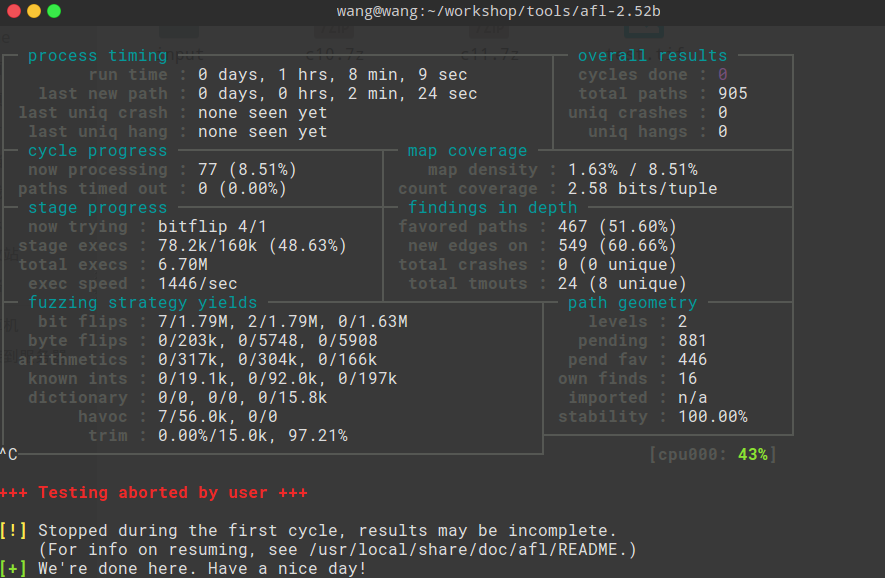 wang@wang:~/workshop/tools/afl-2.52b
process timing overall results
run time : 0 days, 1 hrs, 8 min, 9 sec cycles done : 0
last new path : 0 days, 0 hrs, 2 min, 24 sec total paths : 905
last uniq crash : none seen yet uniq crashes : 0
last uniq hang : none seen yet uniq hangs : 0
cycle progress map coverage
now processing : 77 (8.51%) map density : 1.63% / 8.51%
paths timed out : 0 (0.00%) count coverage : 2.58 bits/tuple
stage progress findings in depth
now trying : bitflip 4/1 favored paths : 467 (51.60%)
stage execs : 78.2k/160k (48.63%) new edges on : 549 (60.66%)
total execs : 6.70M total crashes : 0 (0 unique)
exec speed : 1446/sec total tmouts : 24 (8 unique)
fuzzing strategy yields path geometry
bit flips : 7/1.79M, 2/1.79M, 0/1.63M levels : 2
byte flips : 0/203k, 0/5748, 0/5908 pending : 881
arithmetics : 0/317k, 0/304k, 0/166k pend fav : 446
known ints : 0/19.1k, 0/92.0k, 0/197k own finds : 16
dictionary : 0/0, 0/0, 0/15.8k imported : n/a
havoc : 7/56.0k, 0/0 stability : 100.00%
trim : 0.00%/15.0k, 97.21%
^C [cpu000: 43%]
+++ Testing aborted by user +++
[!] Stopped during the first cycle, results may be incomplete.
(For info on resuming, see /usr/local/share/doc/afl/README.)
[+] We're done here. Have a nice day!